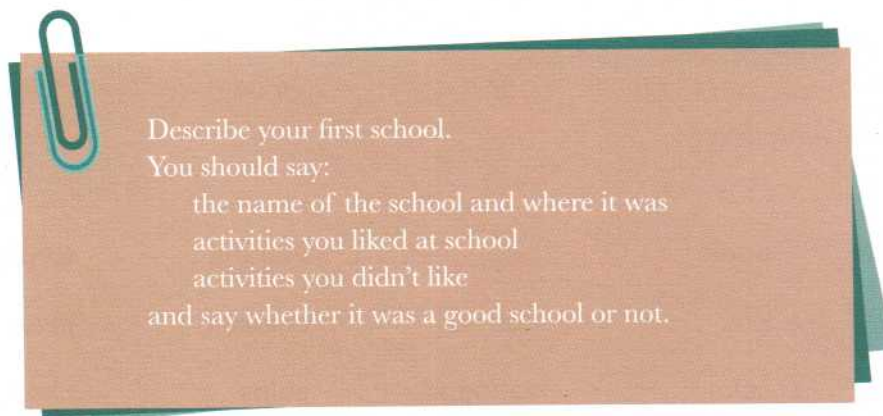 Describe your first school.
You should say:
the name of the school and where it was
activities you liked at school
activities you didn't like
and say whether it was a good school or not.